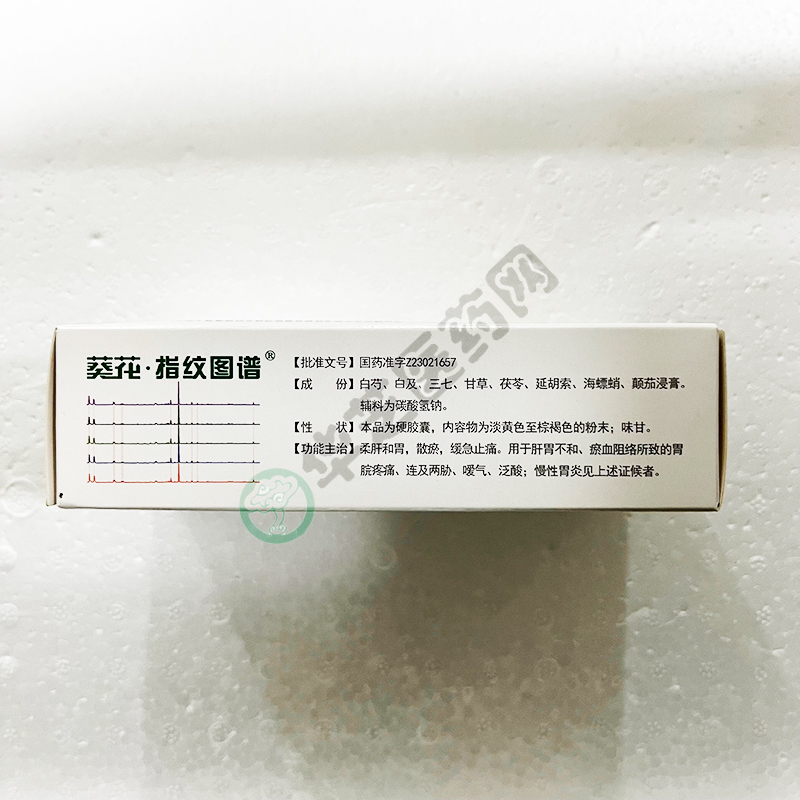 葵花·指纹图谱®
【批准文号】国药准字Z23021657
【成 份】白芍、白及、三七、甘草、茯苓、延胡索、海螵蛸、颠茄浸膏。
辅料为碳酸氢钠。
【性 状】本品为硬胶囊，内容物为淡黄色至棕褐色的粉末；味甘。
【功能主治】柔肝和胃，散瘀，缓急止痛。用于肝胃不和、瘀血阻络所致的胃
脘疼痛、连及两胁、嗳气、泛酸；慢性胃炎见上述证候者。
华芝医药网